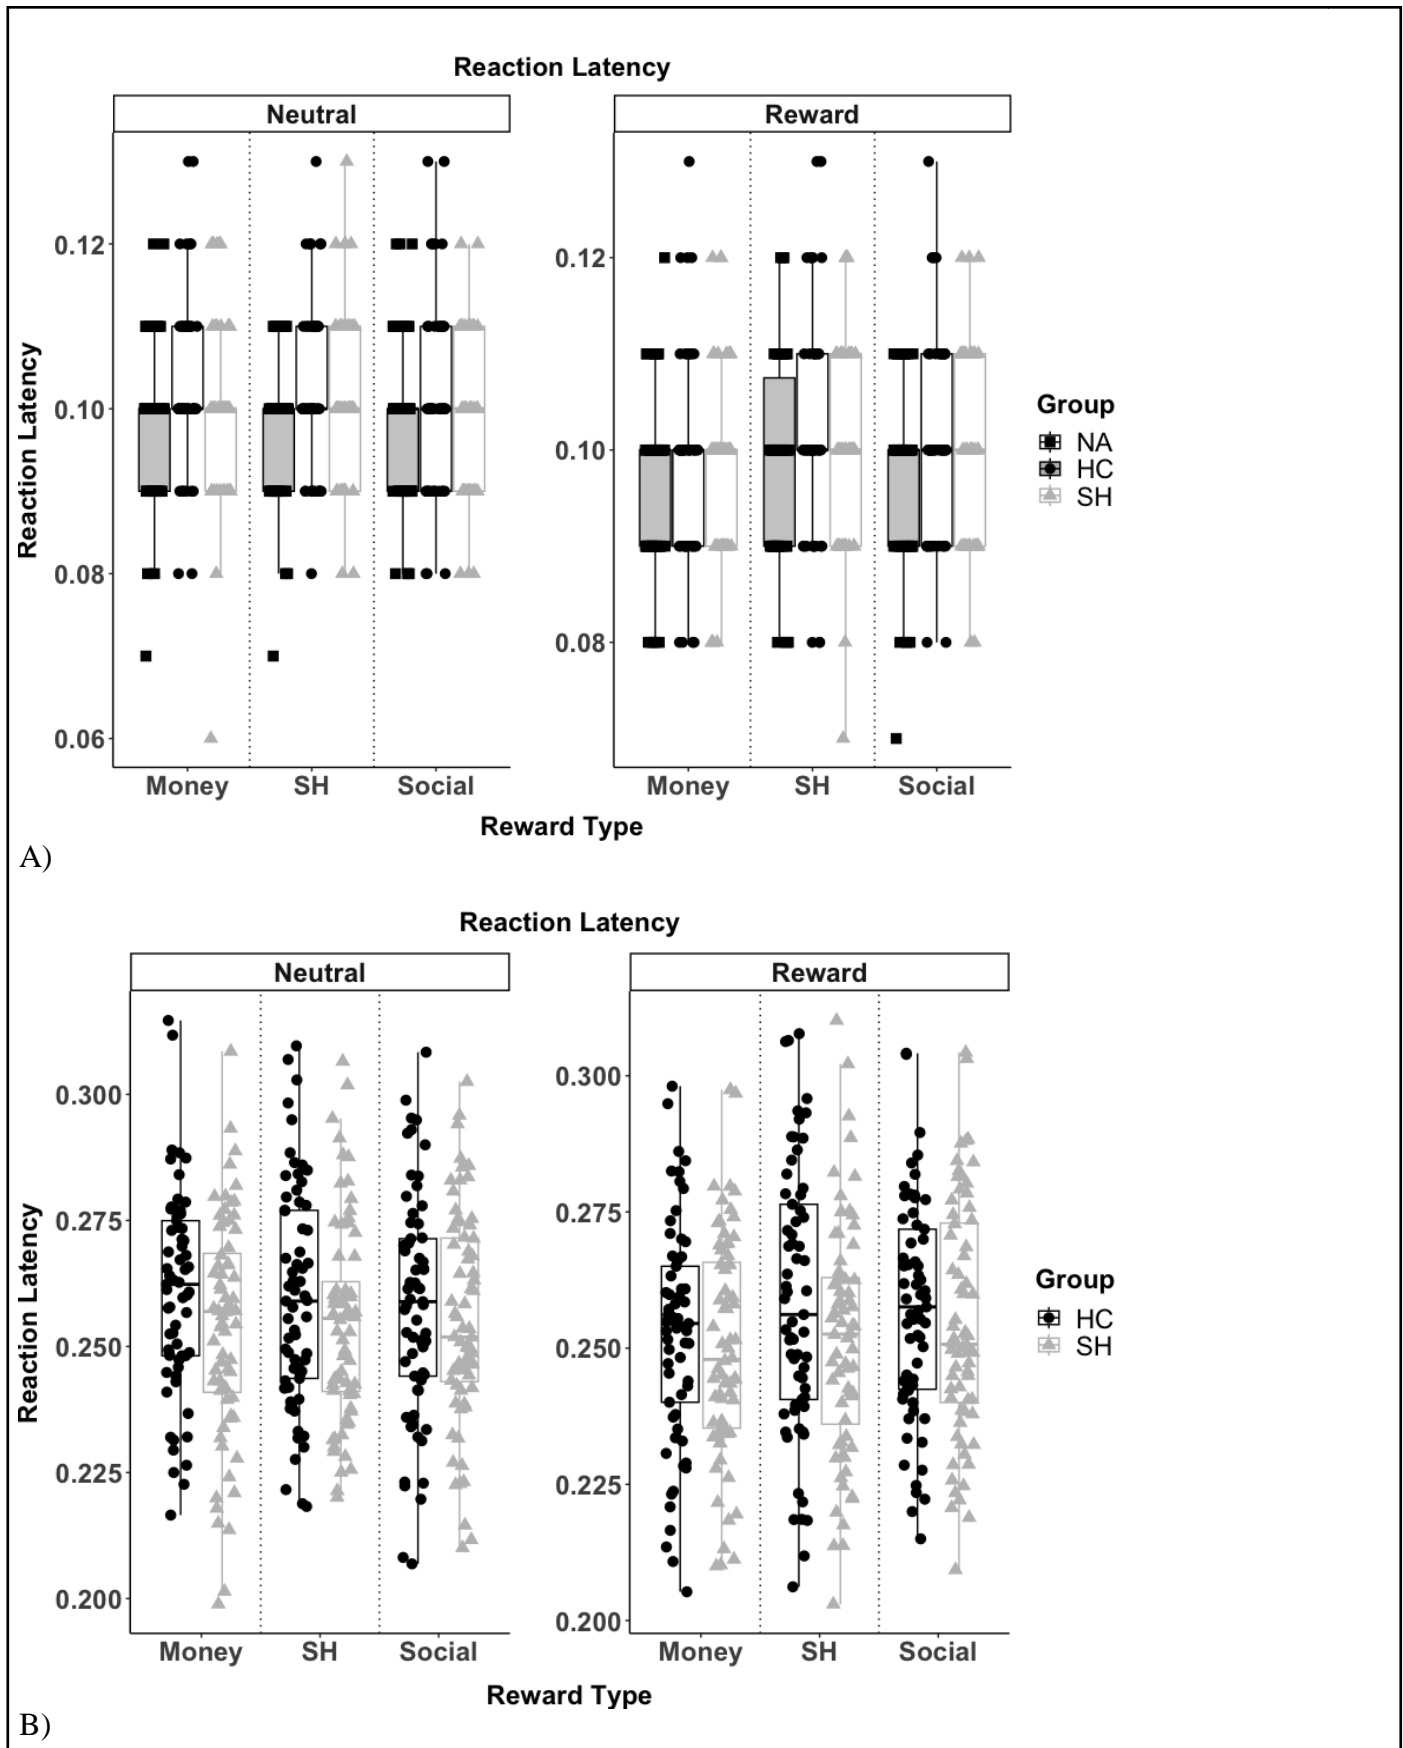 Reaction Latency
Neutral
Reward
0.12
0.10
0.08
0.06
0.12
0.10
0.08
Reaction Latency
Money SH Social
Money SH Social
Reward Type
Group
NA
HC
SH
A)
Reaction Latency
Neutral
Reward
0.300
0.275
0.250
0.225
0.200
0.300
0.275
0.250
0.225
0.200
Reaction Latency
Money SH Social
Money SH Social
Reward Type
Group
HC
SH
B)